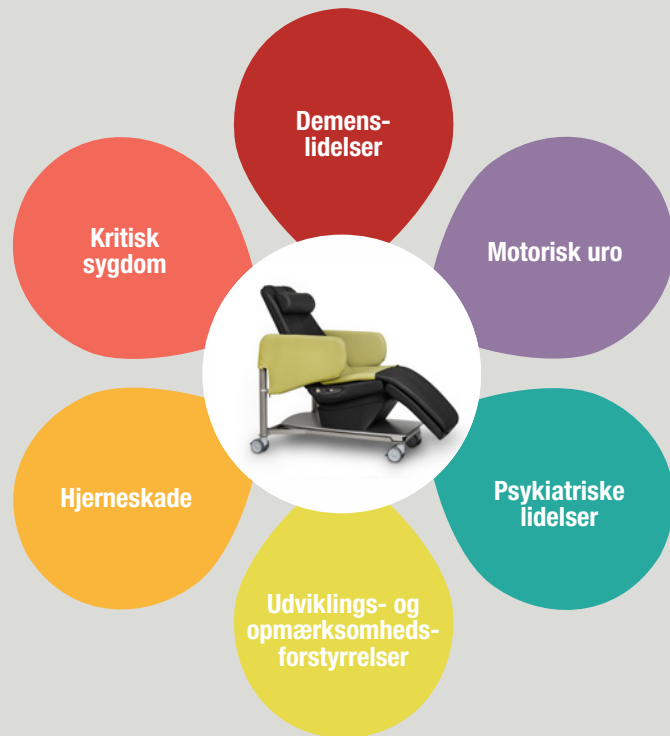 Demens-
lidelser
Kritisk
sygdom
Motorisk uro
Hjerneskade
Psykiatriske
lidelser
Udviklings- og
opmærksomheds-
forstyrrelser